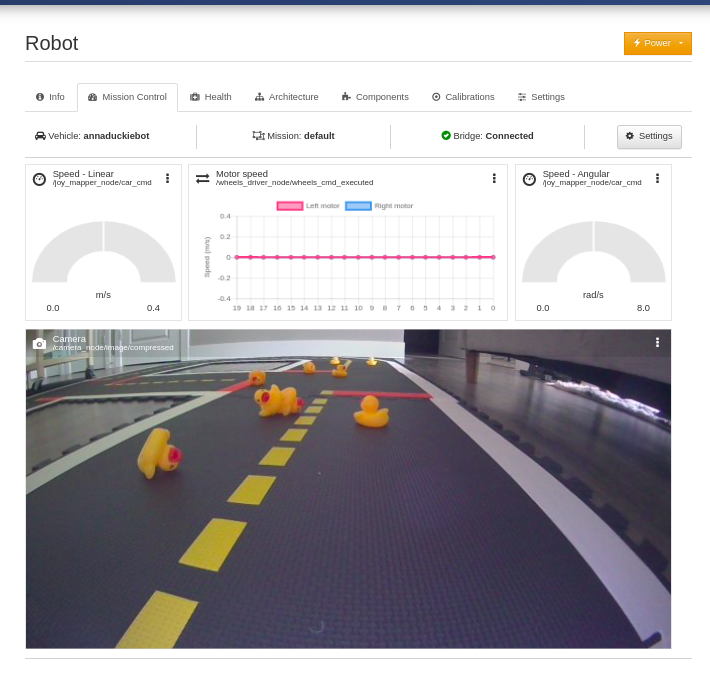 Robot
Power
Info
Mission Control
Health
Architecture
Components
Calibrations
Settings
Vehicle: annaduckiebot
Mission: default
Bridge: Connected
Settings
Speed - Linear
/joy_mapper_node/car_cmd
m/s
0.0
0.4
Motor speed
/wheels_driver_node/wheels_cmd_executed
Left motor
Right motor
Speed (m/s)
0.4
0.2
0
-0.2
-0.4
19 18 17 16 15 14 13 12 11 10 9 8 7 6 5 4 3 2 1 0
Speed - Angular
/joy_mapper_node/car_cmd
rad/s
0.0
8.0
Camera
/camera_node/image/compressed